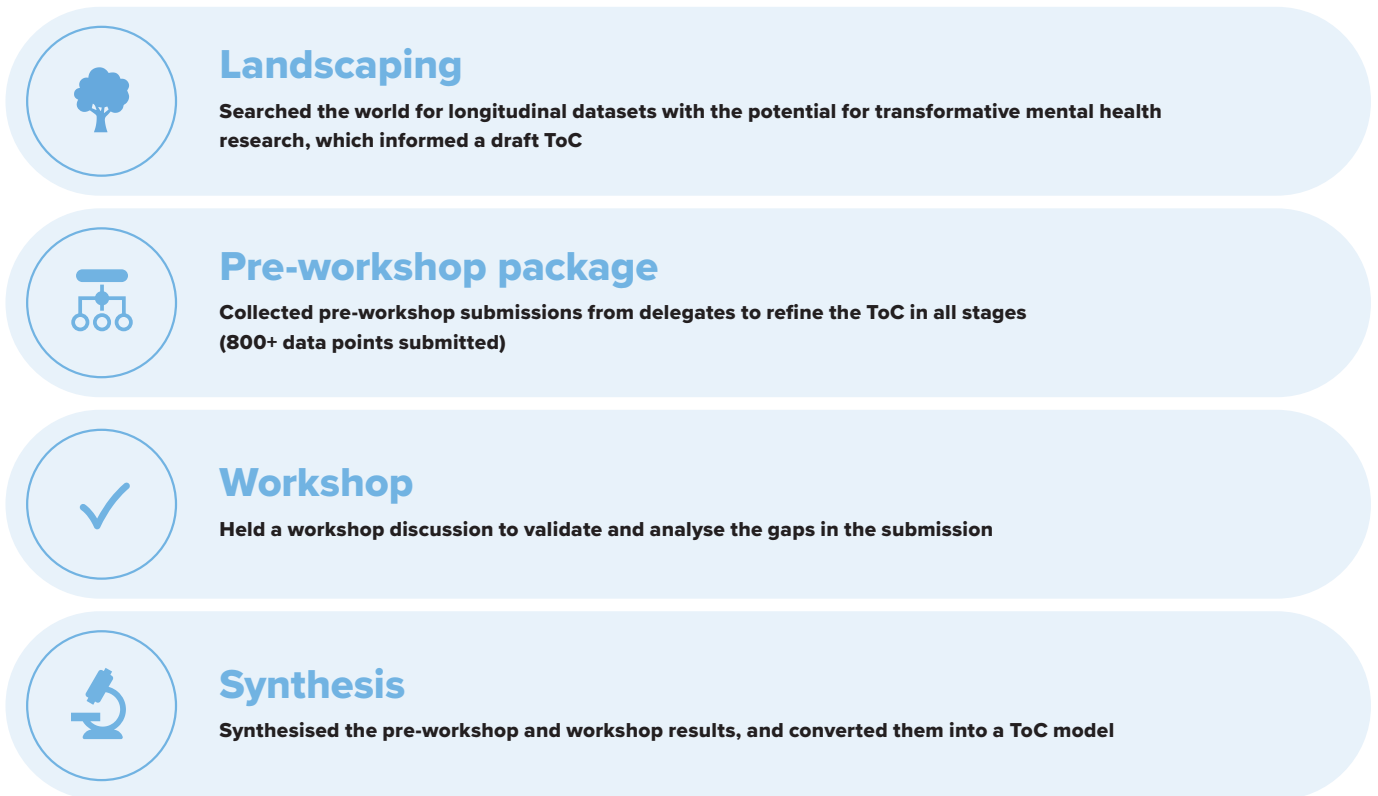 Landscaping
Searched the world for longitudinal datasets with the potential for transformative mental health
research, which informed a draft ToC
Pre-workshop package
Collected pre-workshop submissions from delegates to refine the ToC in all stages
(800+ data points submitted)
Workshop
Held a workshop discussion to validate and analyse the gaps in the submission
Synthesis
Synthesised the pre-workshop and workshop results, and converted them into a ToC model